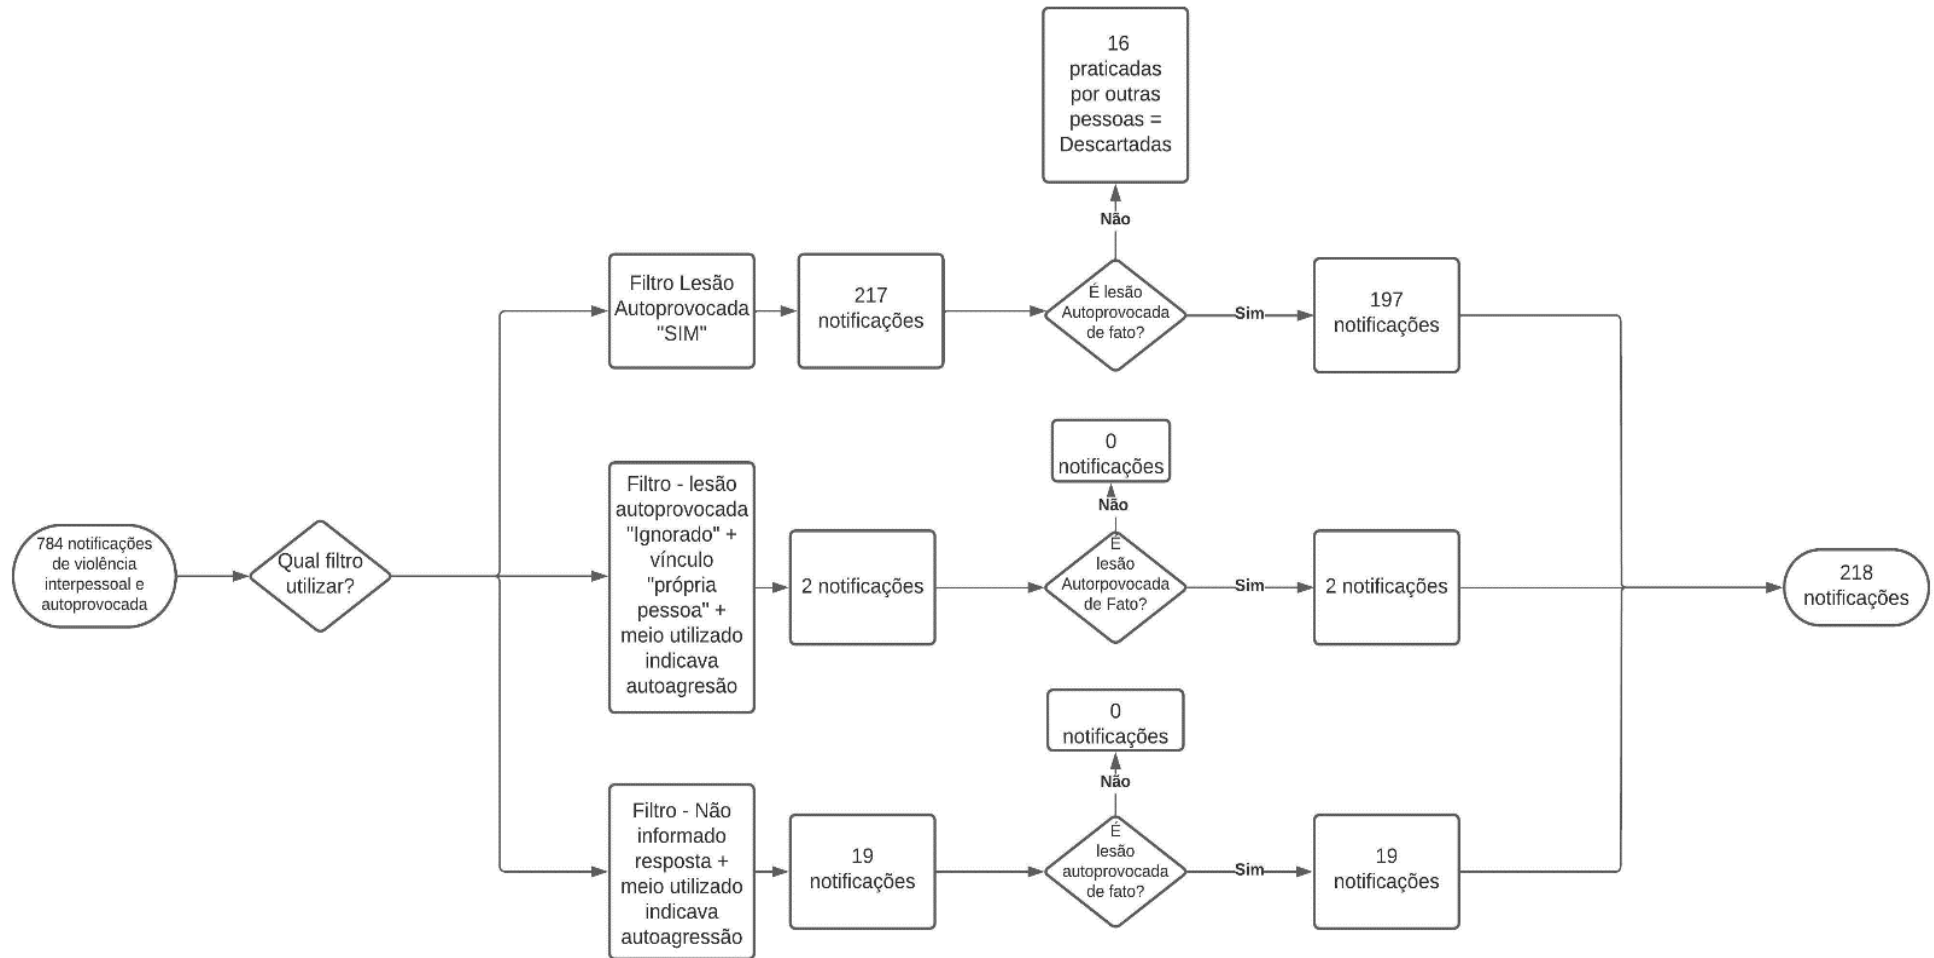 784 notificações
de violência
interpessoal e
autoprovocada
Qual filtro
utilizar?
Filtro Lesão
Autoprovocada
"SIM"
217
notificações
É lesão
Autoprovocada
de fato?
Não
16
praticadas
por outras
pessoas =
Descartadas
Sim
197
notificações
Filtro - lesão
autoprovocada
"Ignorado" +
vínculo
"própria
pessoa" +
meio utilizado
indicava
autoagresão
2 notificações
É
lesão
Autorpovocada
de Fato?
Não
0
notificações
Sim
2 notificações
Filtro - Não
informado
resposta +
meio utilizado
indicava
autoagressão
19
notificações
É
lesão
autoprovocada
de fato?
Não
0
notificações
Sim
19
notificações
218
notificações